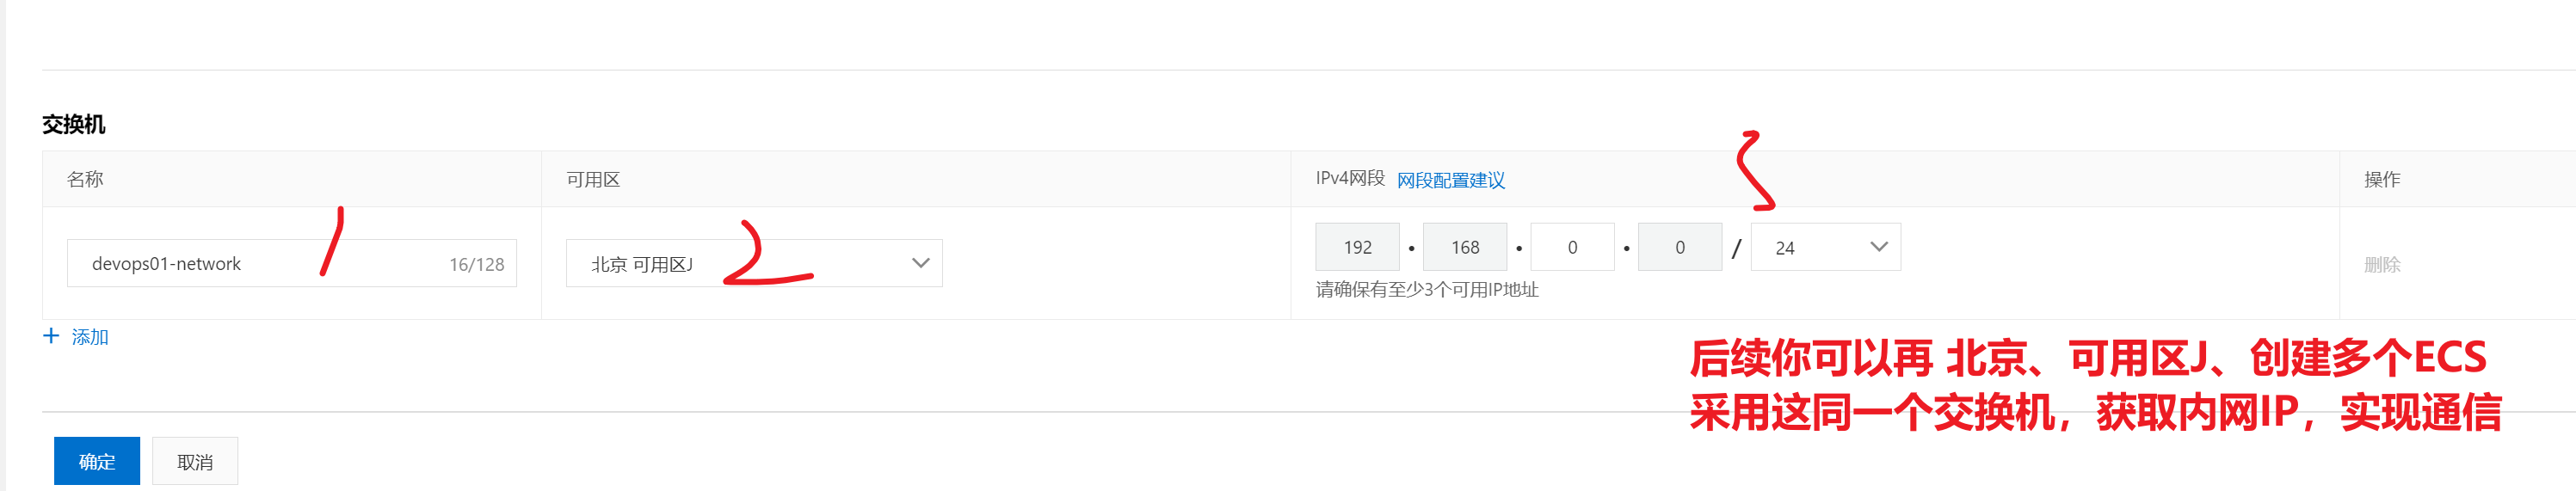 交换机
名称 可用区 IPv4网段 网段配置建议 操作
devops01-network 16/128 北京 可用区J 192 • 168 • 0 • 0 / 24 删除
请确保有至少3个可用IP地址
1 2
+ 添加
后续你可以再 北京、可用区J、创建多个ECS
采用这同一个交换机，获取内网IP，实现通信
确定 取消